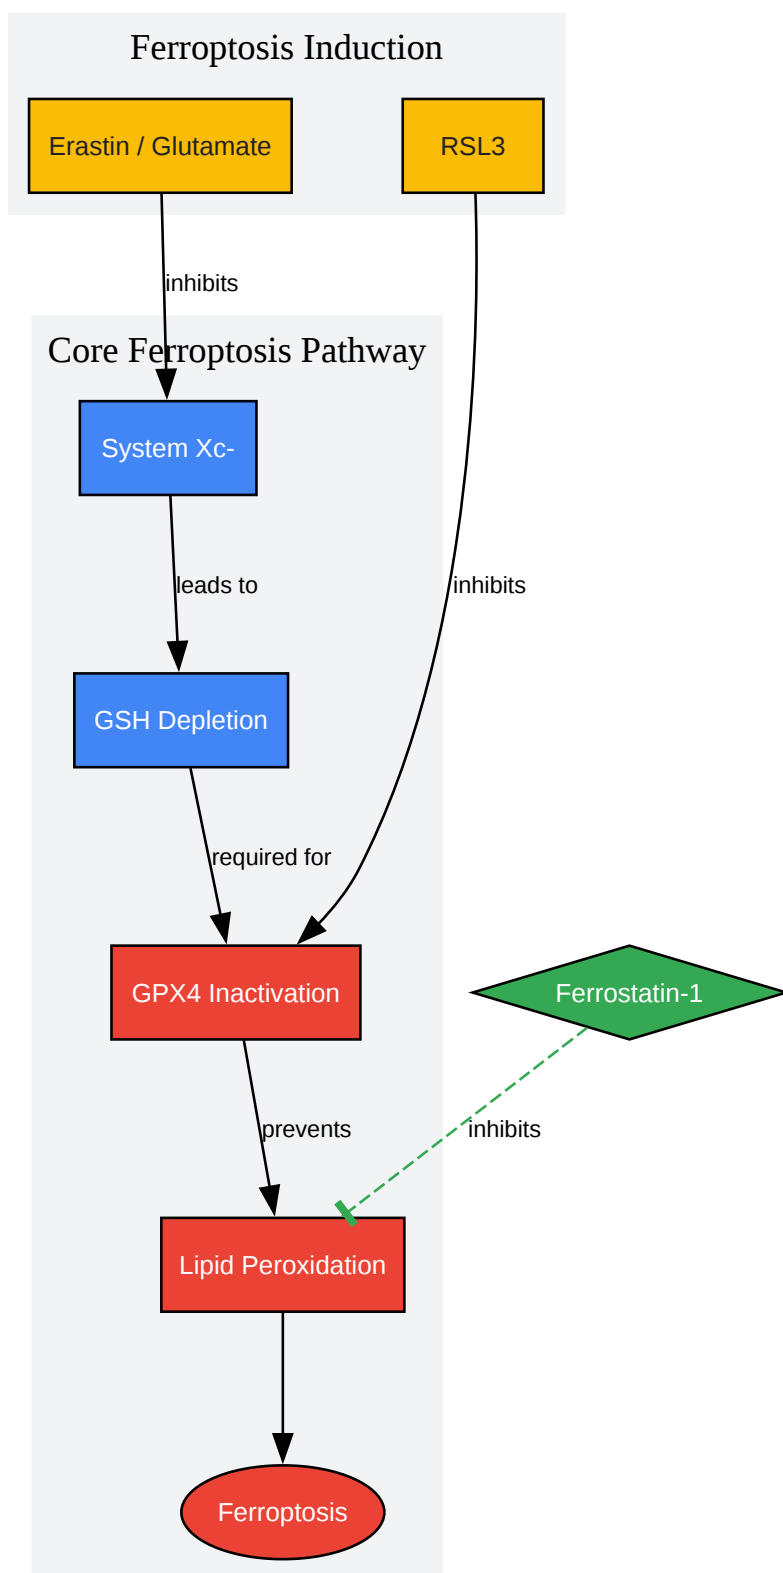 Ferroptosis Induction
Erastin / Glutamate
RSL3
inhibits
Core Ferroptosis Pathway
System Xc-
leads to
inhibits
GSH Depletion
required for
GPX4 Inactivation
Ferrostatin-1
prevents
inhibits
Lipid Peroxidation
Ferroptosis